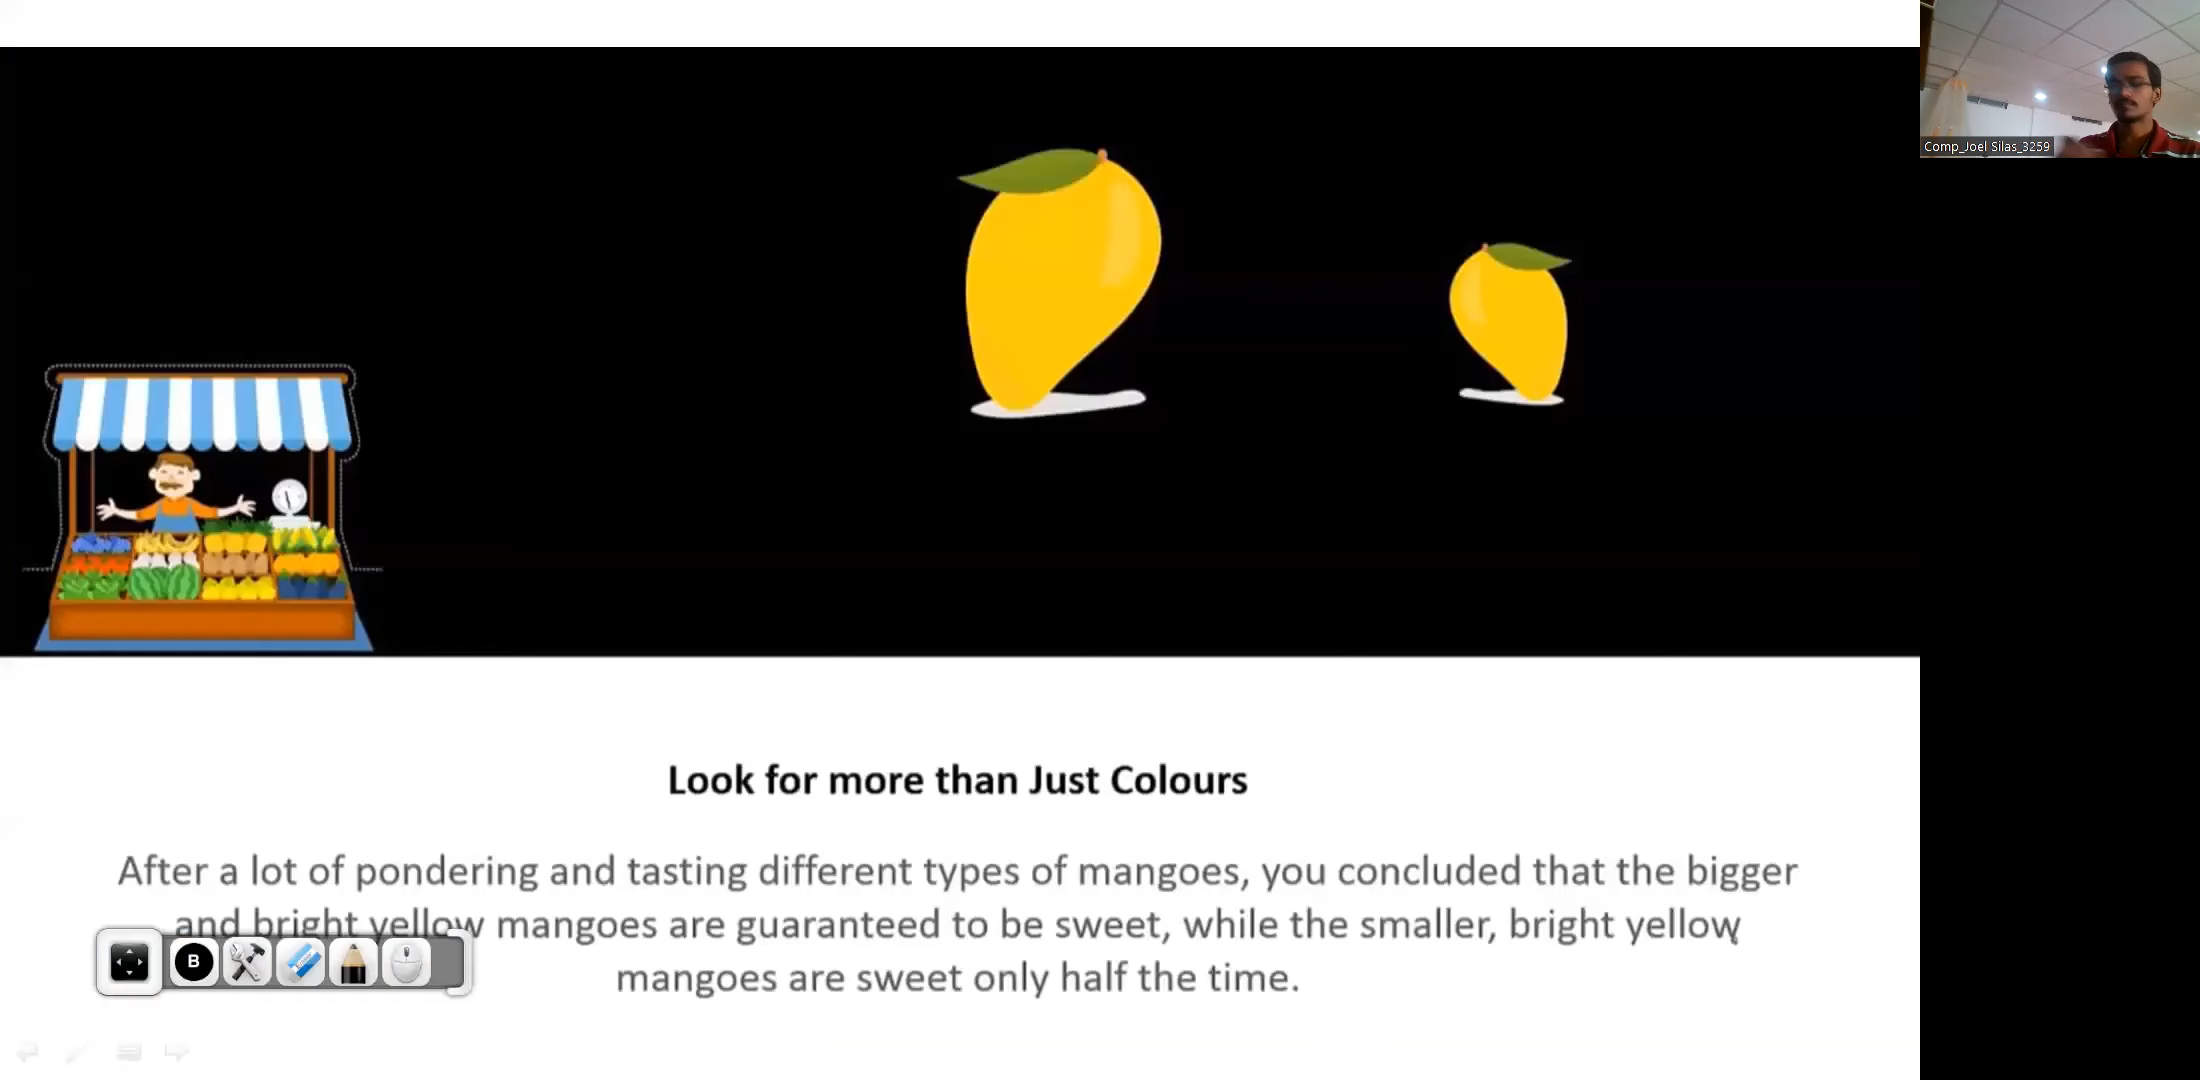 Comp_Joel Silas_3259
Look for more than Just Colours
After a lot of pondering and tasting different types of mangoes, you concluded that the bigger
and bright yellow mangoes are guaranteed to be sweet, while the smaller, bright yellow
mangoes are sweet only half the time.
B